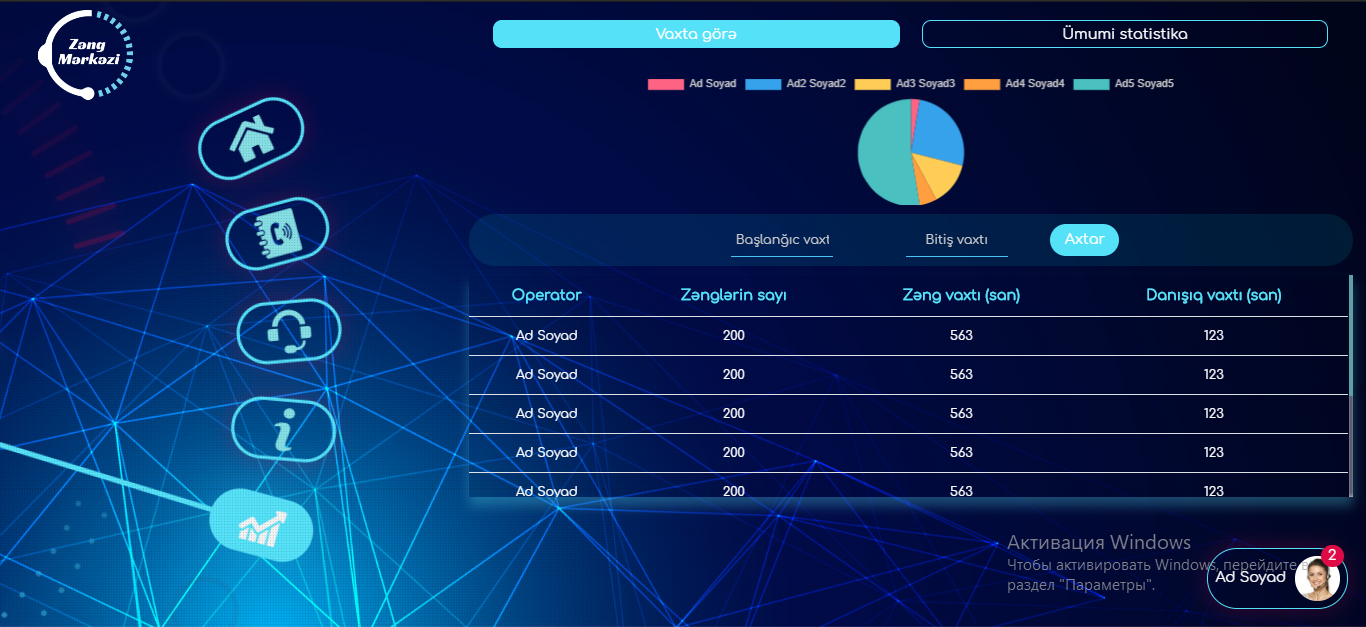 Zəng
Mərkəzi
Vaxta görə
Ümumi statistika
Ad Soyad Ad2 Soyad2 Ad3 Soyad3 Ad4 Soyad4 Ad5 Soyad5
Başlanğıc vaxt Bitiş vaxtı Axtar
Operator Zənglərin sayı Zəng vaxtı (san) Danışıq vaxtı (san)
Ad Soyad 200 563 123
Ad Soyad 200 563 123
Ad Soyad 200 563 123
Ad Soyad 200 563 123
Ad Soyad 200 563 123
Активация Windows
Чтобы активировать Windows, перейдите в
раздел "Параметры".
Ad Soyad
2